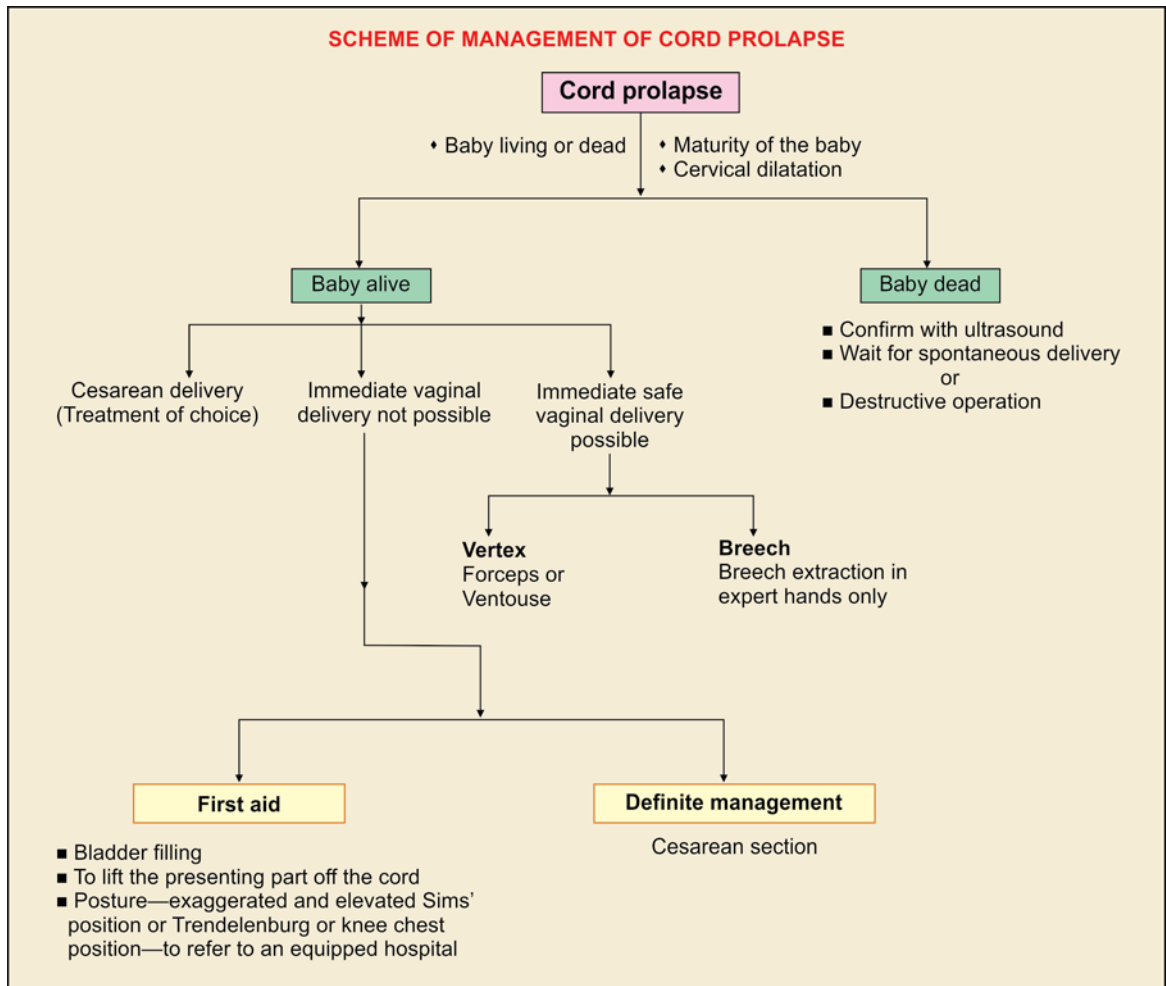 SCHEME OF MANAGEMENT OF CORD PROLAPSE
Cord prolapse
♦ Baby living or dead
♦ Maturity of the baby
♦ Cervical dilatation
Baby alive
Baby dead
■ Confirm with ultrasound
■ Wait for spontaneous delivery
or
■ Destructive operation
Cesarean delivery
(Treatment of choice)
Immediate vaginal
delivery not possible
Immediate safe
vaginal delivery
possible
Vertex
Forceps or
Ventouse
Breech
Breech extraction in
expert hands only
First aid
■ Bladder filling
■ To lift the presenting part off the cord
■ Posture—exaggerated and elevated Sims’
position or Trendelenburg or knee chest
position—to refer to an equipped hospital
Definite management
Cesarean section